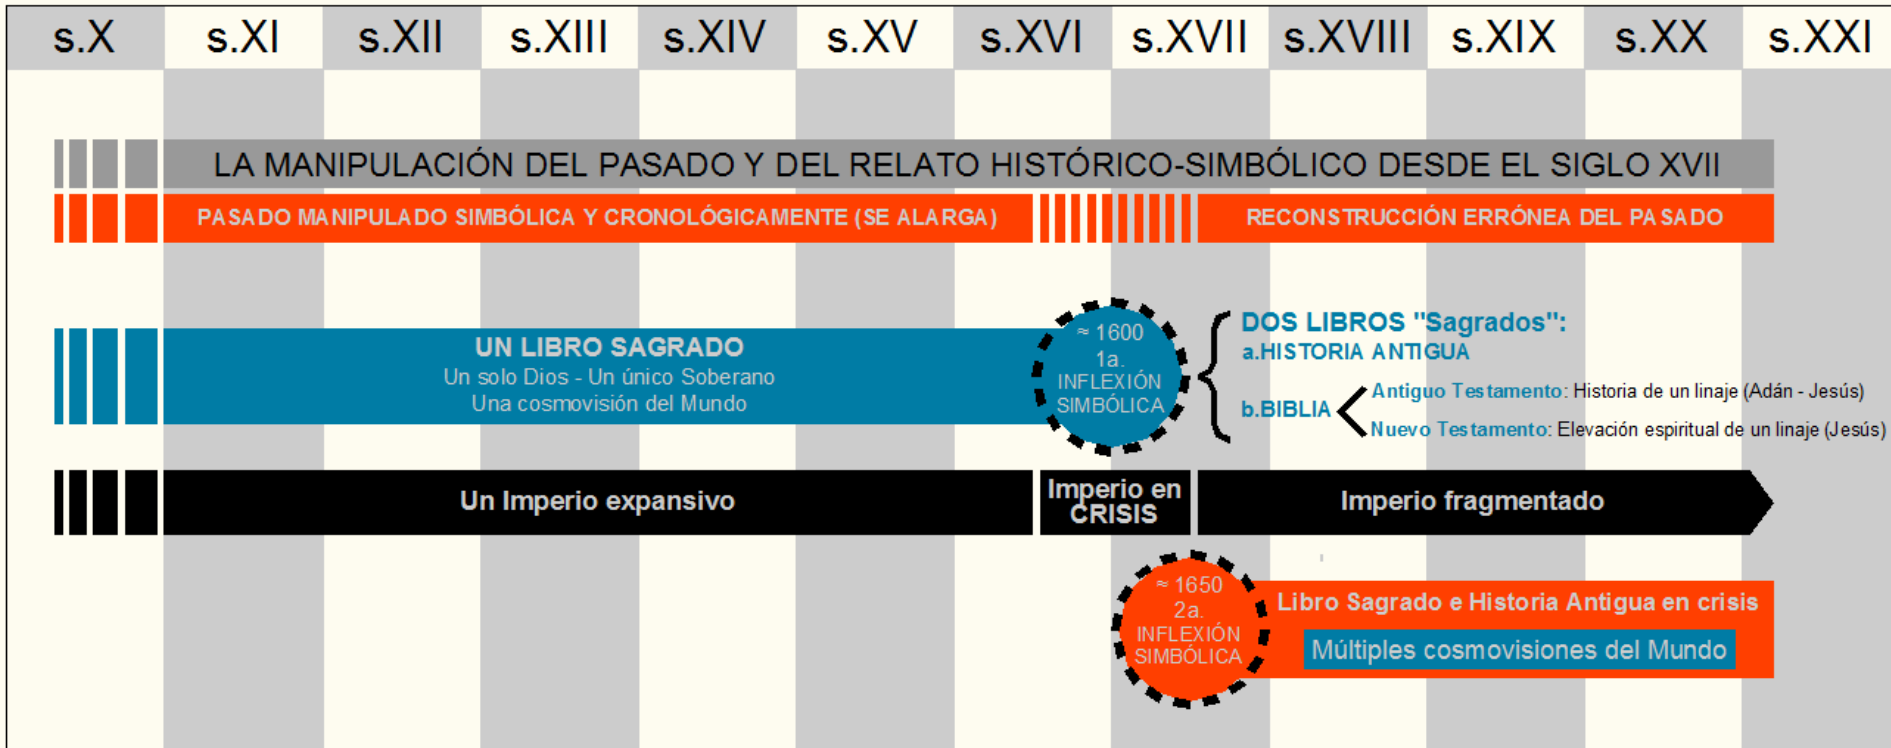 s.X
s.XI
s.XII
s.XIII
s.XIV
s.XV
s.XVI
s.XVII
s.XVIII
s.XIX
s.XX
s.XXI
LA MANIPULACIÓN DEL PASADO Y DEL RELATO HISTÓRICO-SIMBÓLICO DESDE EL SIGLO XVII
PASADO MANIPULADO SIMBÓLICA Y CRONOLÓGICAMENTE (SE ALARGA)
RECONSTRUCCIÓN ERRÓNEA DEL PASADO
UN LIBRO SAGRADO
Un solo Dios - Un único Soberano
Una cosmovisión del Mundo
≈ 1600
1a.
INFLEXIÓN
SIMBÓLICA
DOS LIBROS "Sagrados":
a.HISTORIA ANTIGUA
b.BIBLIA
Antiguo Testamento: Historia de un linaje (Adán - Jesús)
Nuevo Testamento: Elevación espiritual de un linaje (Jesús)
Un Imperio expansivo
Imperio en
CRISIS
Imperio fragmentado
≈ 1650
2a.
INFLEXIÓN
SIMBÓLICA
Libro Sagrado e Historia Antigua en crisis
Múltiples cosmovisiones del Mundo